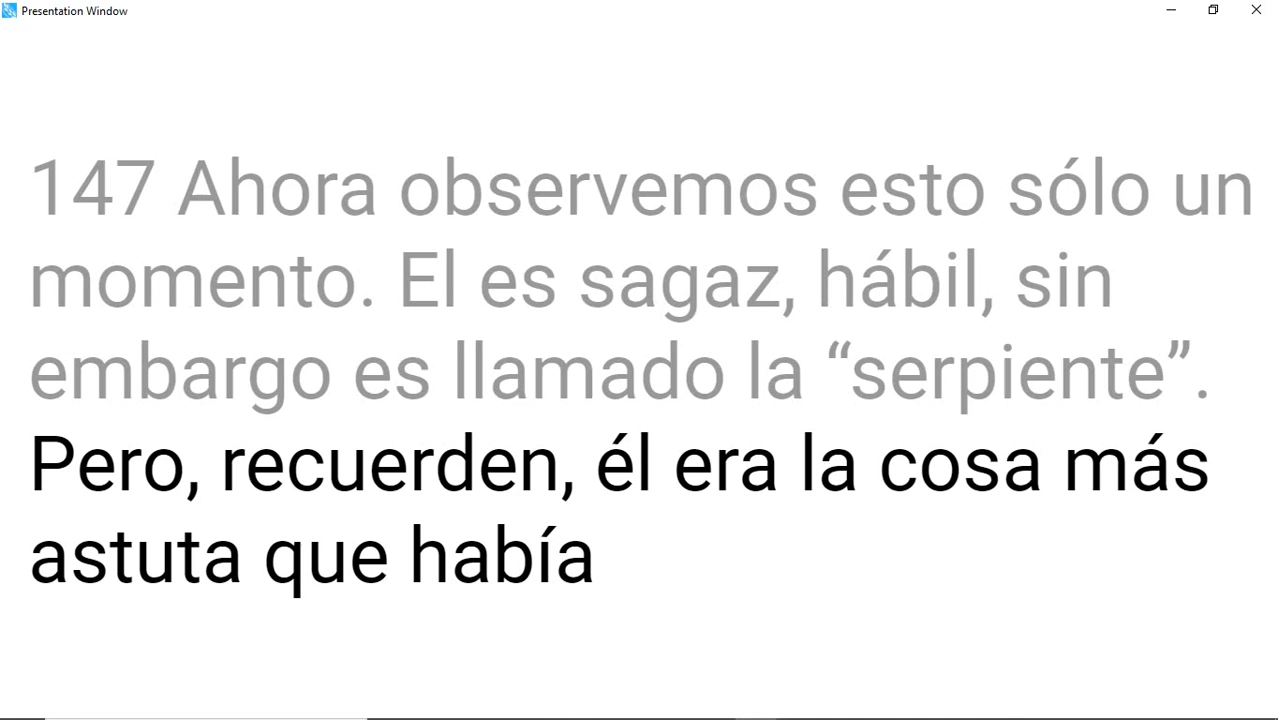 Presentation Window
147 Ahora observemos esto sólo un
momento. El es sagaz, hábil, sin
embargo es llamado la “serpiente”.
Pero, recuerden, él era la cosa más
astuta que había